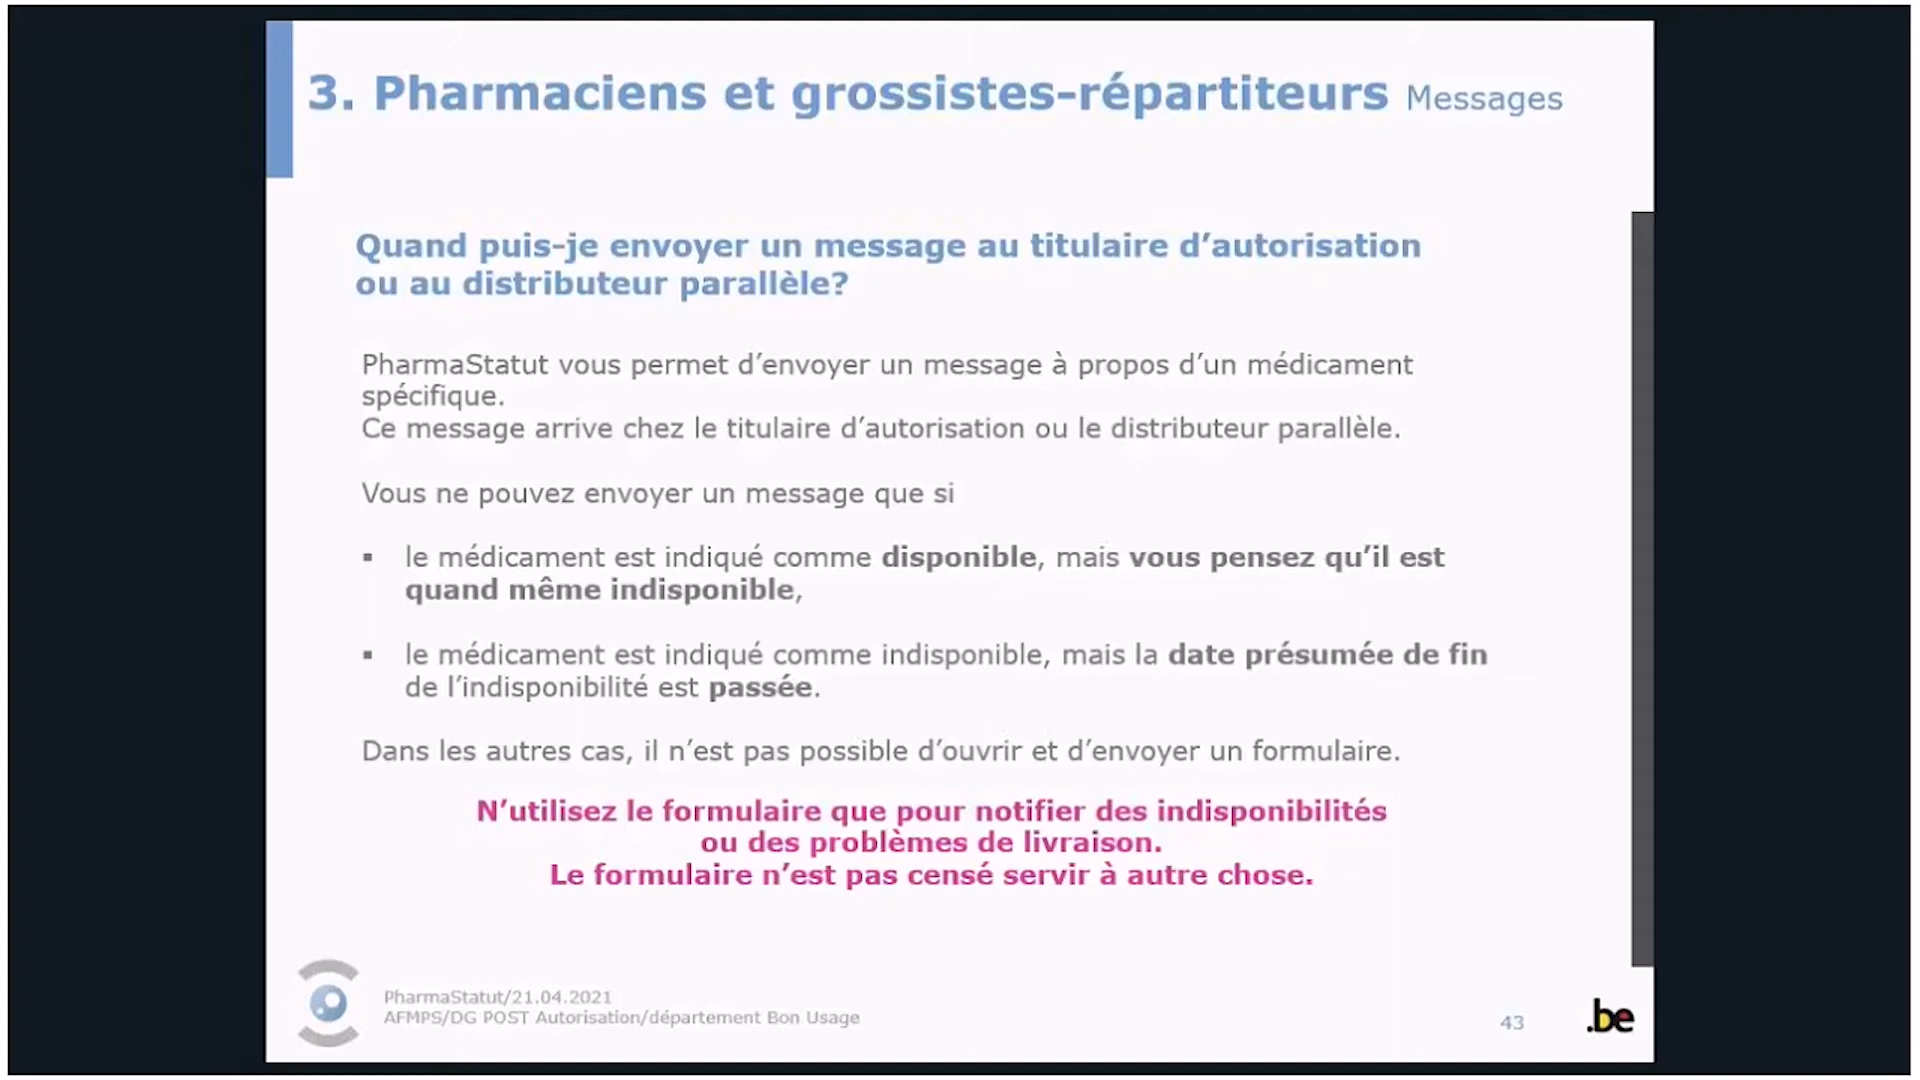 3. Pharmaciens et grossistes-répartiteurs Messages
Quand puis-je envoyer un message au titulaire d’autorisation
ou au distributeur parallèle?
PharmaStatut vous permet d’envoyer un message à propos d’un médicament
spécifique.
Ce message arrive chez le titulaire d’autorisation ou le distributeur parallèle.
Vous ne pouvez envoyer un message que si
▪ le médicament est indiqué comme disponible, mais vous pensez qu’il est
quand même indisponible,
▪ le médicament est indiqué comme indisponible, mais la date présumée de fin
de l’indisponibilité est passée.
Dans les autres cas, il n’est pas possible d’ouvrir et d’envoyer un formulaire.
N’utilisez le formulaire que pour notifier des indisponibilités
ou des problèmes de livraison.
Le formulaire n’est pas censé servir à autre chose.
PharmaStatut/21.04.2021
AFMPS/DG POST Autorisation/département Bon Usage
43
.be